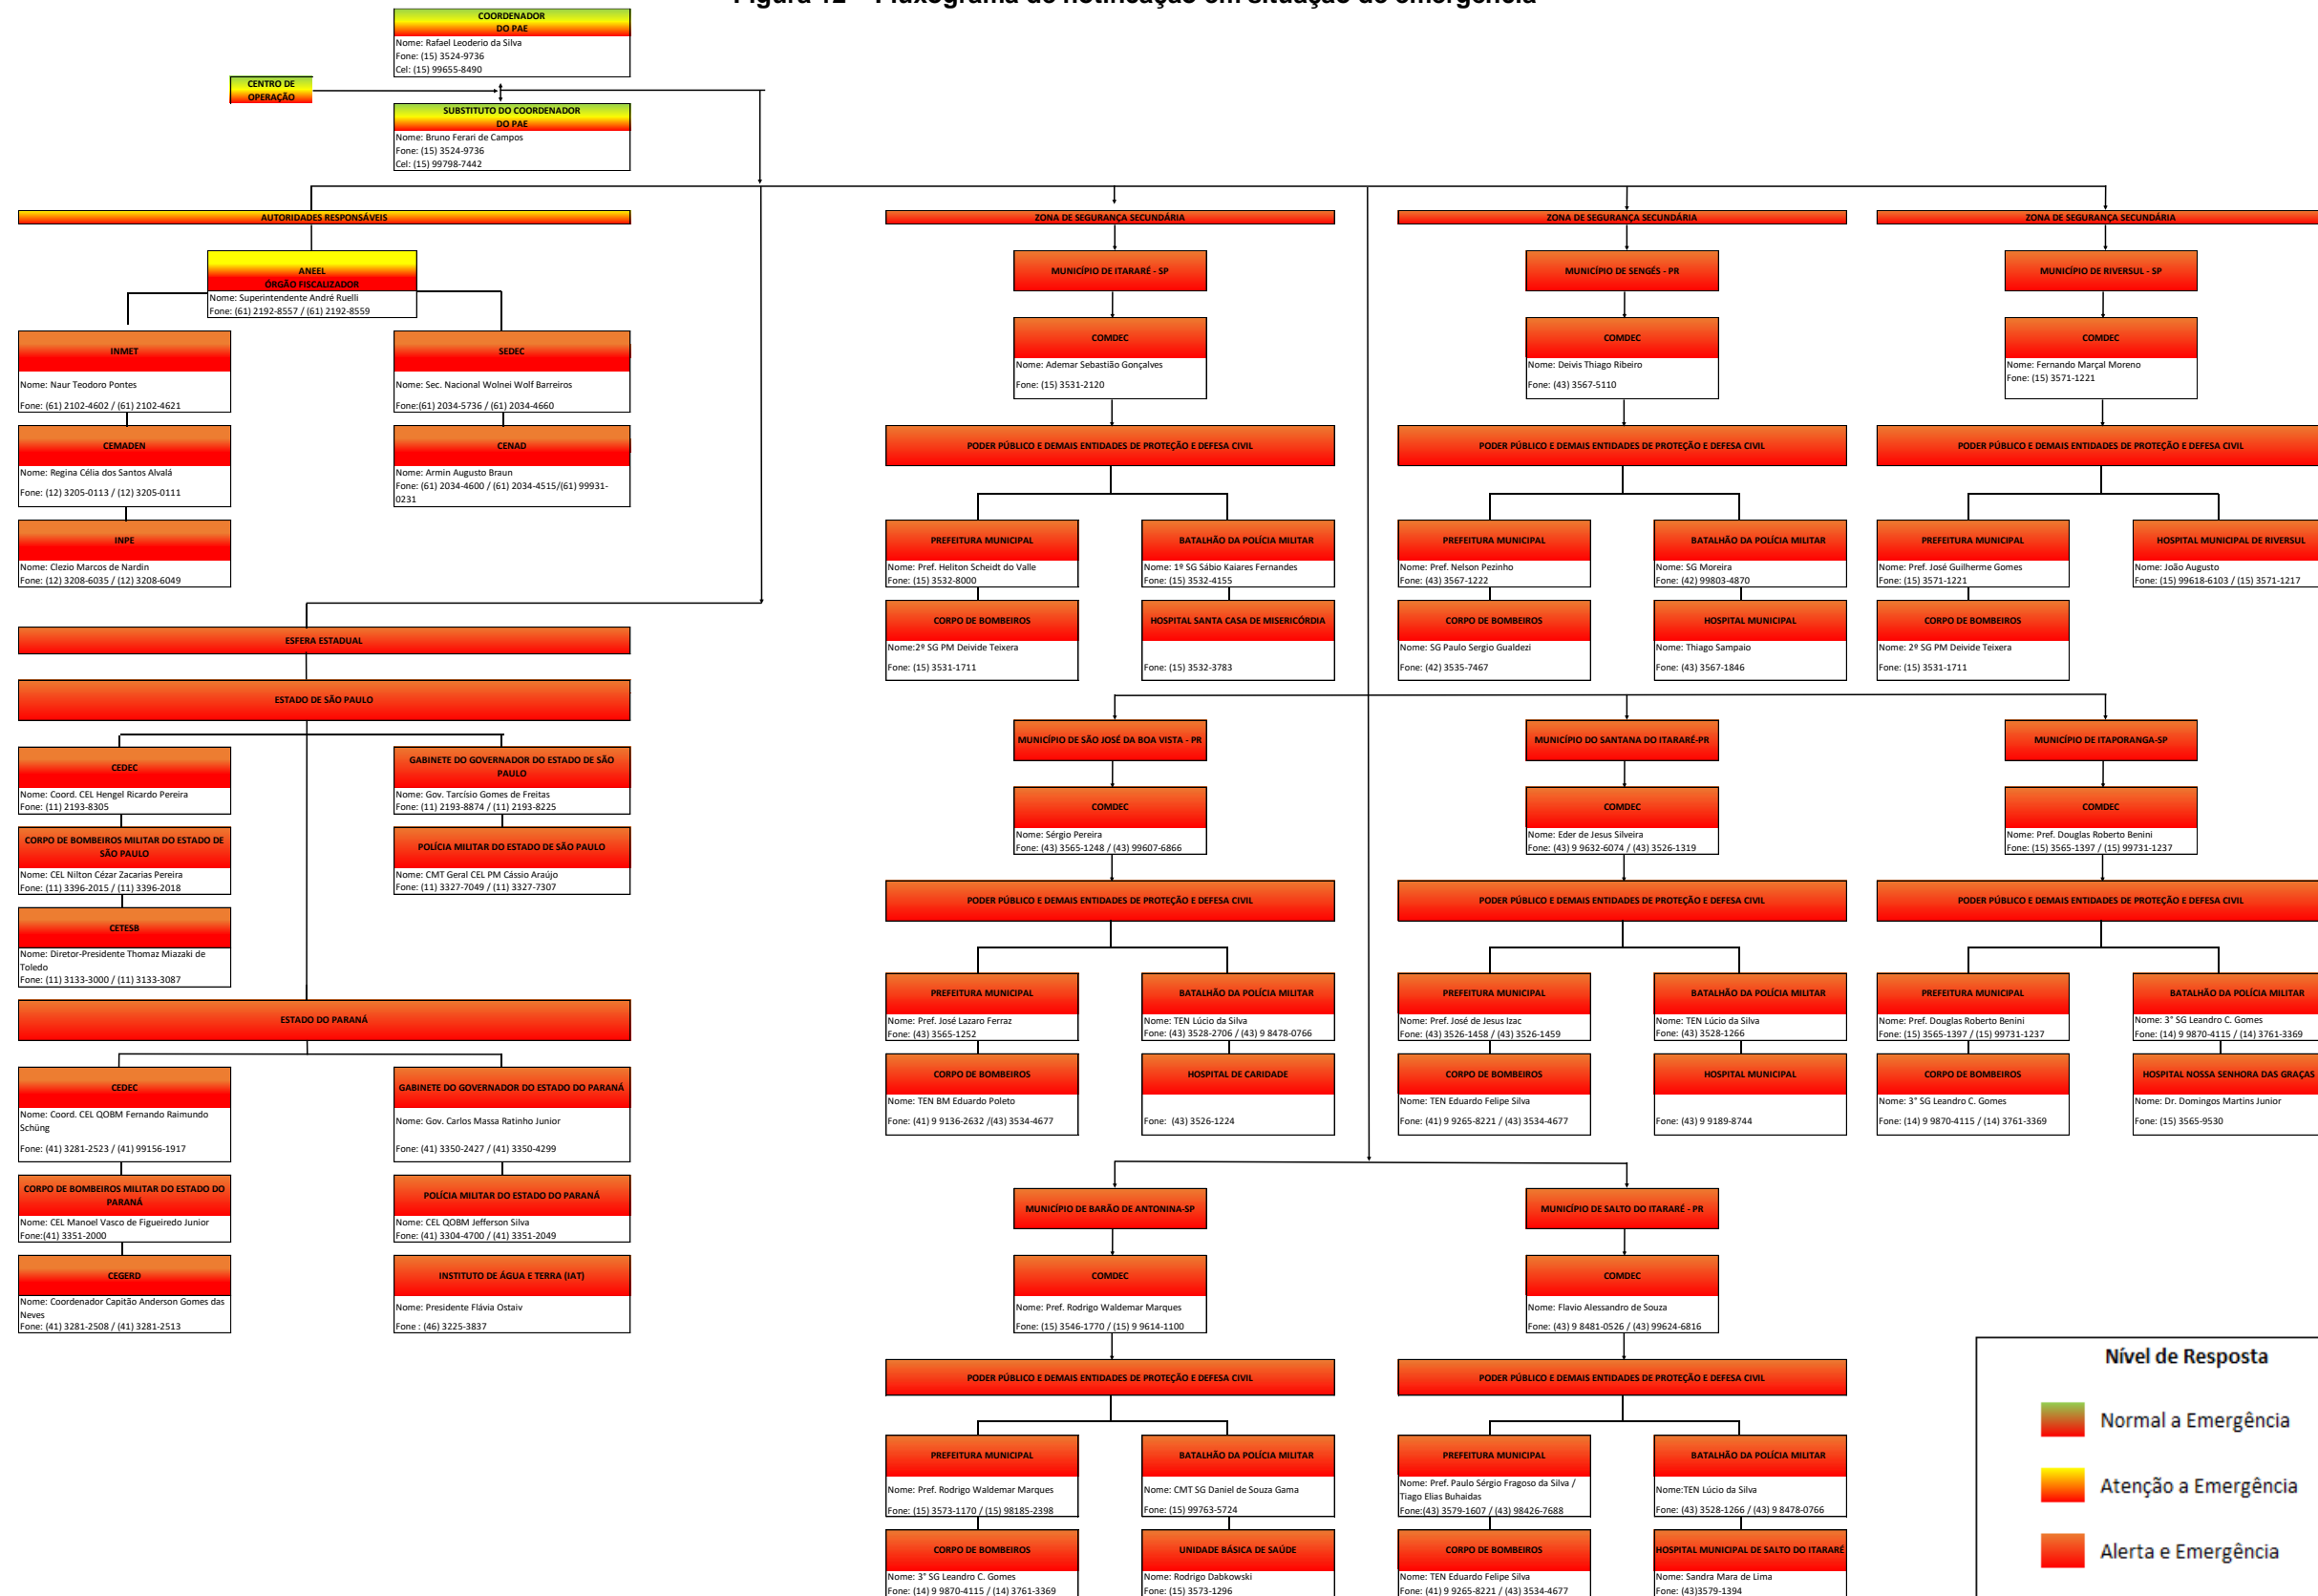 Figura 12 – Fluxograma de notificação em situação de emergência
COORDENADOR
DO PAE
Nome: Rafael Leoderio da Silva
Fone: (15) 3524-9736
Cel: (15) 99655-8490
CENTRO DE
OPERAÇÃO
SUBSTITUTO DO COORDENADOR
DO PAE
Nome: Bruno Ferari de Campos
Fone: (15) 3524-9736
Cel: (15) 99798-7442
AUTORIDADES RESPONSÁVEIS
ANEEL
ÓRGÃO FISCALIZADOR
Nome: Superintendente André Ruelli
Fone: (61) 2192-8557 / (61) 2192-8559
INMET
Nome: Naur Teodoro Pontes
Fone: (61) 2102-4602 / (61) 2102-4621
SEDEC
Nome: Sec. Nacional Wolnei Wolf Barreiros
Fone:(61) 2034-5736 / (61) 2034-4660
CEMADEN
Nome: Regina Célia dos Santos Alvalá
Fone: (12) 3205-0113 / (12) 3205-0111
CENAD
Nome: Armin Augusto Braun
Fone: (61) 2034-4600 / (61) 2034-4515/(61) 99931-
0231
INPE
Nome: Clezio Marcos de Nardin
Fone: (12) 3208-6035 / (12) 3208-6049
ESFERA ESTADUAL
ESTADO DE SÃO PAULO
CEDEC
Nome: Coord. CEL Hengel Ricardo Pereira
Fone: (11) 2193-8305
GABINETE DO GOVERNADOR DO ESTADO DE SÃO
PAULO
Nome: Gov. Tarcísio Gomes de Freitas
Fone: (11) 2193-8874 / (11) 2193-8225
CORPO DE BOMBEIROS MILITAR DO ESTADO DE
SÃO PAULO
Nome: CEL Nilton Cézar Zacarias Pereira
Fone: (11) 3396-2015 / (11) 3396-2018
POLÍCIA MILITAR DO ESTADO DE SÃO PAULO
Nome: CMT Geral CEL PM Cássio Araújo
Fone: (11) 3327-7049 / (11) 3327-7307
CETESB
Nome: Diretor-Presidente Thomaz Miazaki de
Toledo
Fone: (11) 3133-3000 / (11) 3133-3087
ESTADO DO PARANÁ
CEDEC
Nome: Coord. CEL QOBM Fernando Raimundo
Schüng
Fone: (41) 3281-2523 / (41) 99156-1917
GABINETE DO GOVERNADOR DO ESTADO DO PARANÁ
Nome: Gov. Carlos Massa Ratinho Junior
Fone: (41) 3350-2427 / (41) 3350-4299
CORPO DE BOMBEIROS MILITAR DO ESTADO DO
PARANÁ
Nome: CEL Manoel Vasco de Figueiredo Junior
Fone:(41) 3351-2000
POLÍCIA MILITAR DO ESTADO DO PARANÁ
Nome: CEL QOBM Jefferson Silva
Fone: (41) 3304-4700 / (41) 3351-2049
CEGERD
Nome: Coordenador Capitão Anderson Gomes das
Neves
Fone: (41) 3281-2508 / (41) 3281-2513
INSTITUTO DE ÁGUA E TERRA (IAT)
Nome: Presidente Flávia Ostaiv
Fone : (46) 3225-3837
ZONA DE SEGURANÇA SECUNDÁRIA
MUNICÍPIO DE ITARARÉ - SP
COMDEC
Nome: Ademar Sebastião Gonçalves
Fone: (15) 3531-2120
PODER PÚBLICO E DEMAIS ENTIDADES DE PROTEÇÃO E DEFESA CIVIL
PREFEITURA MUNICIPAL
Nome: Pref. Heliton Scheidt do Valle
Fone: (15) 3532-8000
BATALHÃO DA POLÍCIA MILITAR
Nome: 1º SG Sábio Kaiares Fernandes
Fone: (15) 3532-4155
CORPO DE BOMBEIROS
Nome:2º SG PM Deivide Teixera
Fone: (15) 3531-1711
HOSPITAL SANTA CASA DE MISERICÓRDIA
Fone: (15) 3532-3783
ZONA DE SEGURANÇA SECUNDÁRIA
MUNICÍPIO DE SENGÉS - PR
COMDEC
Nome: Deivis Thiago Ribeiro
Fone: (43) 3567-5110
PODER PÚBLICO E DEMAIS ENTIDADES DE PROTEÇÃO E DEFESA CIVIL
PREFEITURA MUNICIPAL
Nome: Pref. Nelson Pezinho
Fone: (43) 3567-1222
BATALHÃO DA POLÍCIA MILITAR
Nome: SG Moreira
Fone: (42) 99803-4870
CORPO DE BOMBEIROS
Nome: SG Paulo Sergio Gualdezi
Fone: (42) 3535-7467
HOSPITAL MUNICIPAL
Nome: Thiago Sampaio
Fone: (43) 3567-1846
ZONA DE SEGURANÇA SECUNDÁRIA
MUNICÍPIO DE RIVERSUL - SP
COMDEC
Nome: Fernando Marçal Moreno
Fone: (15) 3571-1221
PODER PÚBLICO E DEMAIS ENTIDADES DE PROTEÇÃO E DEFESA CIVIL
PREFEITURA MUNICIPAL
Nome: Pref. José Guilherme Gomes
Fone: (15) 3571-1221
HOSPITAL MUNICIPAL DE RIVERSUL
Nome: João Augusto
Fone: (15) 99618-6103 / (15) 3571-1217
CORPO DE BOMBEIROS
Nome: 2º SG PM Deivide Teixera
Fone: (15) 3531-1711
MUNICÍPIO DE SÃO JOSÉ DA BOA VISTA - PR
COMDEC
Nome: Sérgio Pereira
Fone: (43) 3565-1248 / (43) 99607-6866
PODER PÚBLICO E DEMAIS ENTIDADES DE PROTEÇÃO E DEFESA CIVIL
PREFEITURA MUNICIPAL
Nome: Pref. José Lazaro Ferraz
Fone: (43) 3565-1252
BATALHÃO DA POLÍCIA MILITAR
Nome: TEN Lúcio da Silva
Fone: (43) 3528-2706 / (43) 9 8478-0766
CORPO DE BOMBEIROS
Nome: TEN BM Eduardo Poleto
Fone: (41) 9 9136-2632 /(43) 3534-4677
HOSPITAL DE CARIDADE
Fone: (43) 3526-1224
MUNICÍPIO DO SANTANA DO ITARARÉ-PR
COMDEC
Nome: Eder de Jesus Silveira
Fone: (43) 9 9632-6074 / (43) 3526-1319
PODER PÚBLICO E DEMAIS ENTIDADES DE PROTEÇÃO E DEFESA CIVIL
PREFEITURA MUNICIPAL
Nome: Pref. José de Jesus Izac
Fone: (43) 3526-1458 / (43) 3526-1459
BATALHÃO DA POLÍCIA MILITAR
Nome: TEN Lúcio da Silva
Fone: (43) 3528-1266
CORPO DE BOMBEIROS
Nome: TEN Eduardo Felipe Silva
Fone: (41) 9 9265-8221 / (43) 3534-4677
HOSPITAL MUNICIPAL
Fone: (43) 9 9189-8744
MUNICÍPIO DE ITAPORANGA-SP
COMDEC
Nome: Pref. Douglas Roberto Benini
Fone: (15) 3565-1397 / (15) 99731-1237
PODER PÚBLICO E DEMAIS ENTIDADES DE PROTEÇÃO E DEFESA CIVIL
PREFEITURA MUNICIPAL
Nome: Pref. Douglas Roberto Benini
Fone: (15) 3565-1397 / (15) 99731-1237
BATALHÃO DA POLÍCIA MILITAR
Nome: 3° SG Leandro C. Gomes
Fone: (14) 9 9870-4115 / (14) 3761-3369
CORPO DE BOMBEIROS
Nome: 3° SG Leandro C. Gomes
Fone: (14) 9 9870-4115 / (14) 3761-3369
HOSPITAL NOSSA SENHORA DAS GRAÇAS
Nome: Dr. Domingos Martins Junior
Fone: (15) 3565-9530
MUNICÍPIO DE BARÃO DE ANTONINA-SP
COMDEC
Nome: Pref. Rodrigo Waldemar Marques
Fone: (15) 3546-1770 / (15) 9 9614-1100
PODER PÚBLICO E DEMAIS ENTIDADES DE PROTEÇÃO E DEFESA CIVIL
PREFEITURA MUNICIPAL
Nome: Pref. Rodrigo Waldemar Marques
Fone: (15) 3573-1170 / (15) 98185-2398
BATALHÃO DA POLÍCIA MILITAR
Nome: CMT SG Daniel de Souza Gama
Fone: (15) 99763-5724
CORPO DE BOMBEIROS
Nome: 3° SG Leandro C. Gomes
Fone: (14) 9 9870-4115 / (14) 3761-3369
UNIDADE BÁSICA DE SAÚDE
Nome: Rodrigo Dabkowski
Fone: (15) 3573-1296
MUNICÍPIO DE SALTO DO ITARARÉ - PR
COMDEC
Nome: Flavio Alessandro de Souza
Fone: (43) 9 8481-0526 / (43) 99624-6816
PODER PÚBLICO E DEMAIS ENTIDADES DE PROTEÇÃO E DEFESA CIVIL
PREFEITURA MUNICIPAL
Nome: Pref. Paulo Sérgio Fragoso da Silva /
Tiago Elias Buhaidas
Fone:(43) 3579-1607 / (43) 98426-7688
BATALHÃO DA POLÍCIA MILITAR
Nome:TEN Lúcio da Silva
Fone: (43) 3528-1266 / (43) 9 8478-0766
CORPO DE BOMBEIROS
Nome: TEN Eduardo Felipe Silva
Fone: (41) 9 9265-8221 / (43) 3534-4677
HOSPITAL MUNICIPAL DE SALTO DO ITARARÉ
Nome: Sandra Mara de Lima
Fone: (43)3579-1394
Nível de Resposta
Normal a Emergência
Atenção a Emergência
Alerta e Emergência